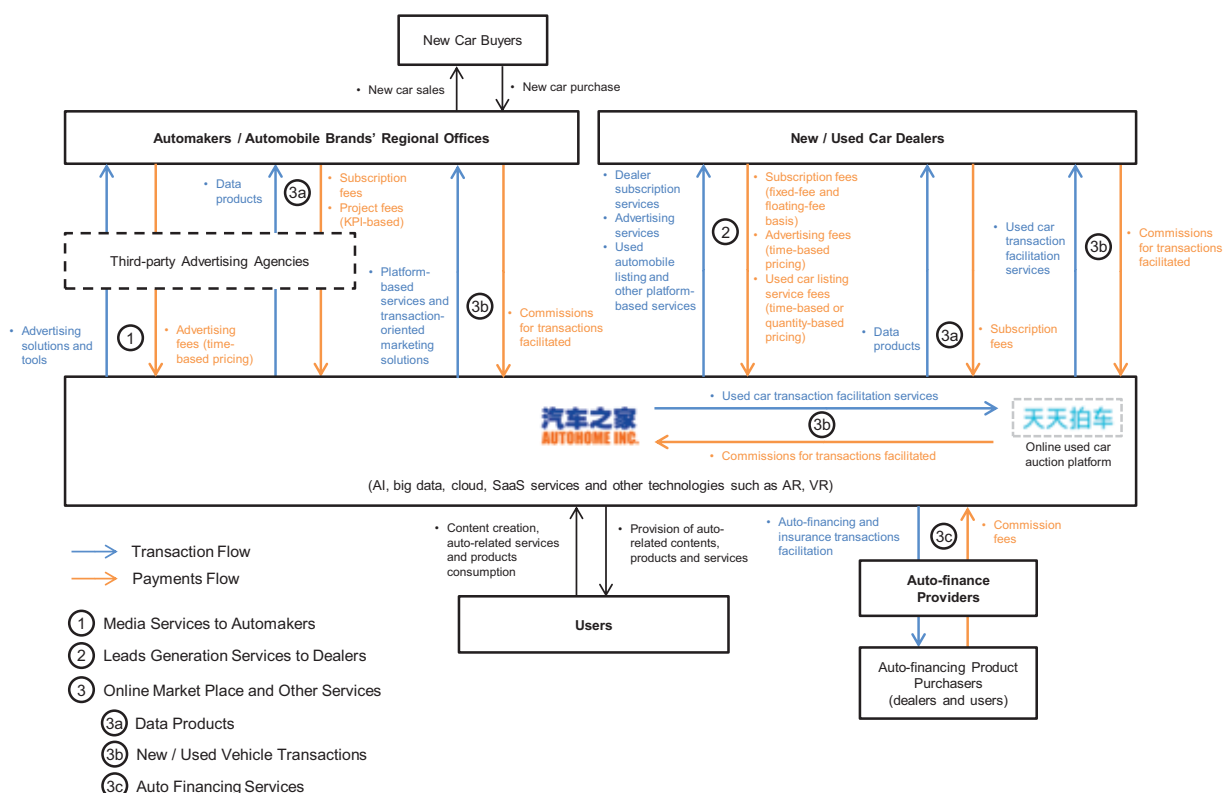 New Car Buyers
• New car sales
• New car purchase
Automakers / Automobile Brands' Regional Offices
New / Used Car Dealers
• Data
products
3a
• Subscription
fees
• Project fees
(KPI-based)
Third-party Advertising Agencies
• Advertising
solutions and
tools
1
• Advertising
fees (time-
based pricing)
• Platform-
based
services and
transaction-
oriented
marketing
solutions
3b
• Commissions
for transactions
facilitated
• Dealer
subscription
services
• Advertising
services
• Used
automobile
listing and
other platform-
based services
2
• Subscription fees
(fixed-fee and
floating-fee
basis)
• Advertising fees
(time-based
pricing)
• Used car listing
service fees
(time-based or
quantity-based
pricing)
• Data
products
3a
• Subscription
fees
• Used car
transaction
facilitation
services
3b
• Commissions
for transactions
facilitated
汽车之家
AUTOHOME INC.
• Used car transaction facilitation services
3b
• Commissions for transactions facilitated
天天拍车
Online used car
auction platform
(AI, big data, cloud, SaaS services and other technologies such as AR, VR)
• Content creation,
auto-related services
and products
consumption
• Provision of auto-
related contents,
products and services
Users
• Auto-financing and
insurance transactions
facilitation
3c
• Commission
fees
Auto-finance
Providers
Auto-financing Product
Purchasers
(dealers and users)
Transaction Flow
Payments Flow
1 Media Services to Automakers
2 Leads Generation Services to Dealers
3 Online Market Place and Other Services
3a Data Products
3b New / Used Vehicle Transactions
3c Auto Financing Services